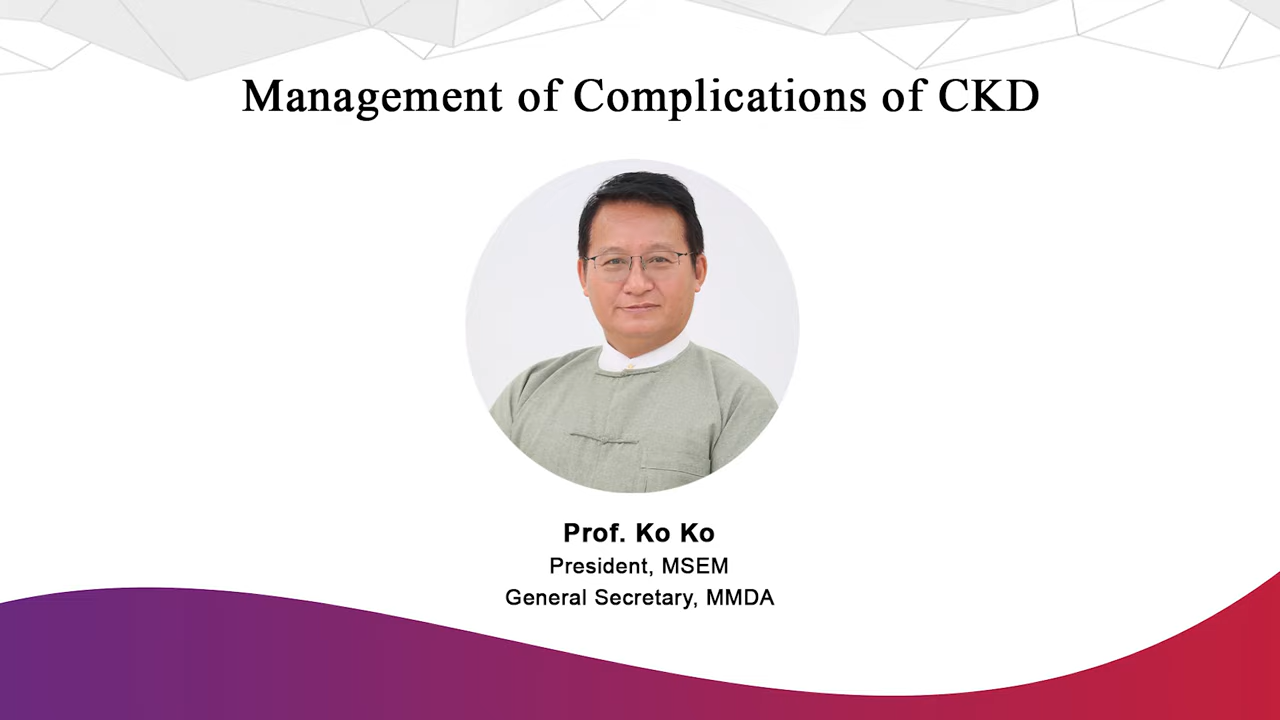 Management of Complications of CKD
Prof. Ko Ko
President, MSEM
General Secretary, MMDA